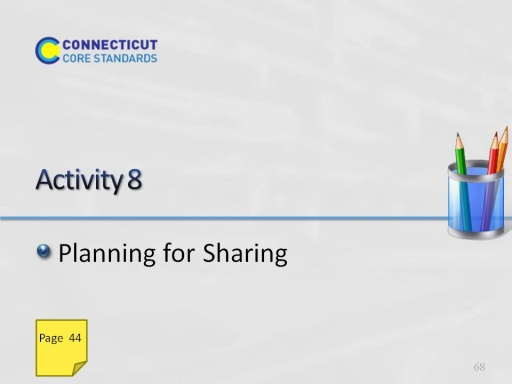 CONNECTICUT
CORE STANDARDS
Activity 8
Planning for Sharing
Page 44
68